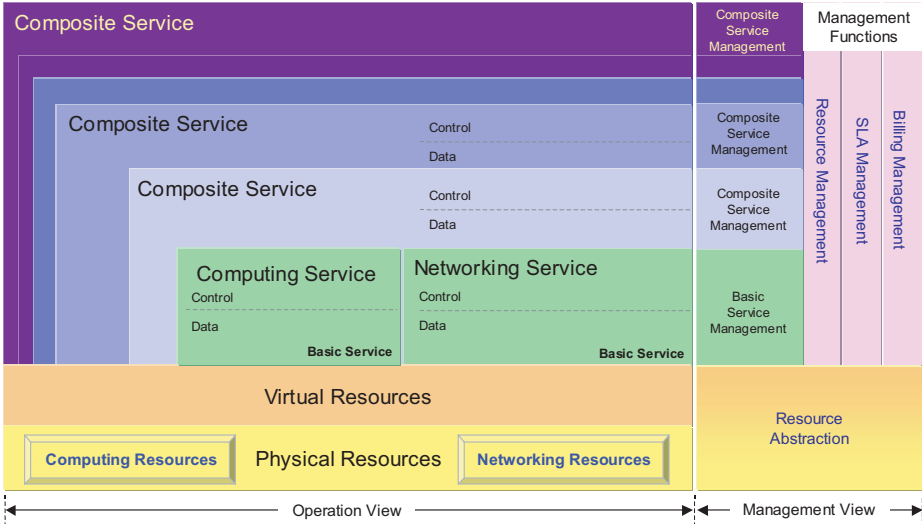 Composite Service
Composite
Service
Management
Management
Functions
Composite Service
Control
Data
Composite
Service
Management
Composite Service
Control
Data
Composite
Service
Management
Computing Service
Control
Data
Basic Service
Networking Service
Control
Data
Basic Service
Basic
Service
Management
Resource Management
SLA Management
Billing Management
Virtual Resources
Resource
Abstraction
Computing Resources
Physical Resources
Networking Resources
Operation View
Management View